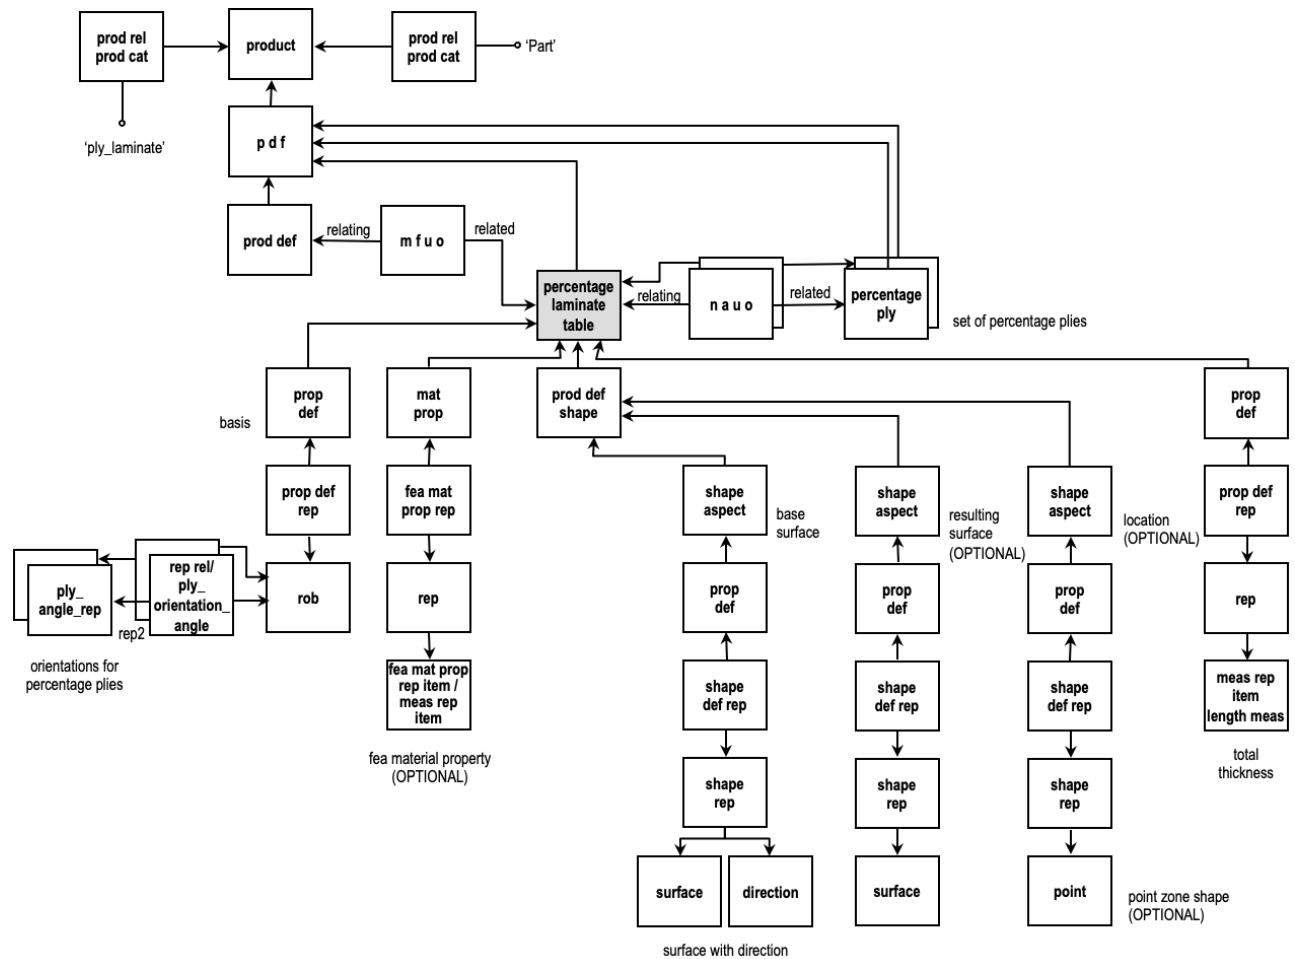 prod rel
prod cat
product
prod rel
prod cat
'Part'
p d f
'ply_laminate'
prod def
relating
m f u o
related
percentage
laminate
table
relating
n a u o
related
percentage
ply
set of percentage plies
basis
prop
def
mat
prop
prod def
shape
prop
def
prop def
rep
fea mat
prop rep
shape
aspect
base
surface
shape
aspect
resulting
surface
(OPTIONAL)
shape
aspect
location
(OPTIONAL)
prop def
rep
ply_
angle_rep
rep2
rep rel/
ply_
orientation_
angle
rob
rep
prop
def
prop
def
prop
def
rep
orientations for
percentage plies
fea mat prop
rep item /
meas rep
item
shape
def rep
shape
def rep
shape
def rep
meas rep
item
length meas
fea material property
(OPTIONAL)
total
thickness
shape
rep
shape
rep
shape
rep
surface
direction
surface
point
point zone shape
(OPTIONAL)
surface with direction